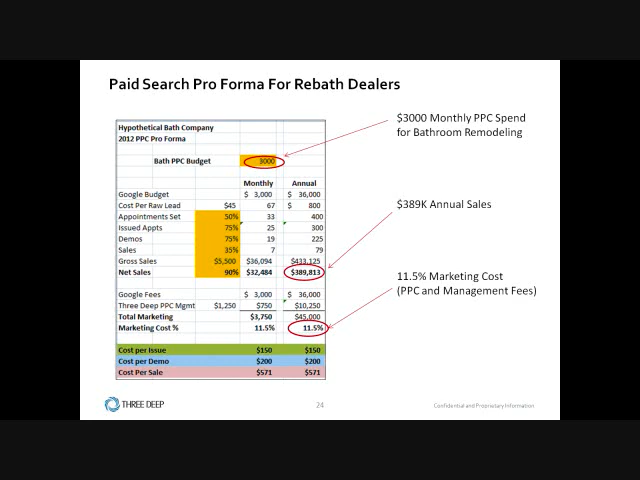 Paid Search Pro Forma For Rebath Dealers
Hypothetical Bath Company
2012 PPC Pro Forma
Bath PPC Budget 3000
Monthly Annual
Google Budget $ 3,000 $ 36,000
Cost Per Raw Lead $45 67 $ 800
Appointments Set 50% 33 400
Issued Appts 75% 25 300
Demos 75% 19 225
Sales 35% 7 79
Gross Sales $5,500 $36,094 $433,125
Net Sales 90% $32,484 $389,813
Google Fees $ 3,000 $ 36,000
Three Deep PPC Mgmt $1,250 $750 $10,250
Total Marketing $3,750 $45,000
Marketing Cost % 11.5% 11.5%
Cost per Issue $150 $150
Cost per Demo $200 $200
Cost Per Sale $571 $571
$3000 Monthly PPC Spend
for Bathroom Remodeling
$389K Annual Sales
11.5% Marketing Cost
(PPC and Management Fees)
THREE DEEP
24
Confidential and Proprietary Information